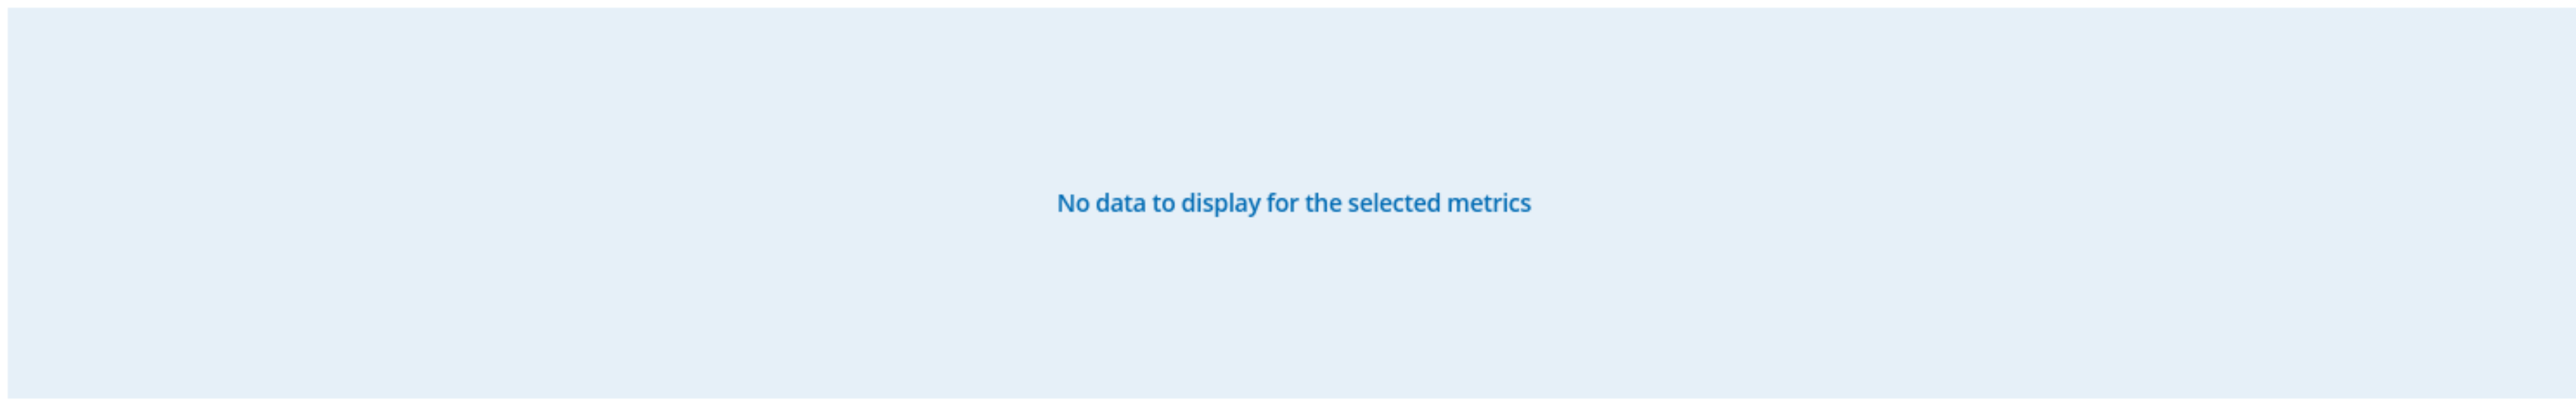 No data to display for the selected metrics